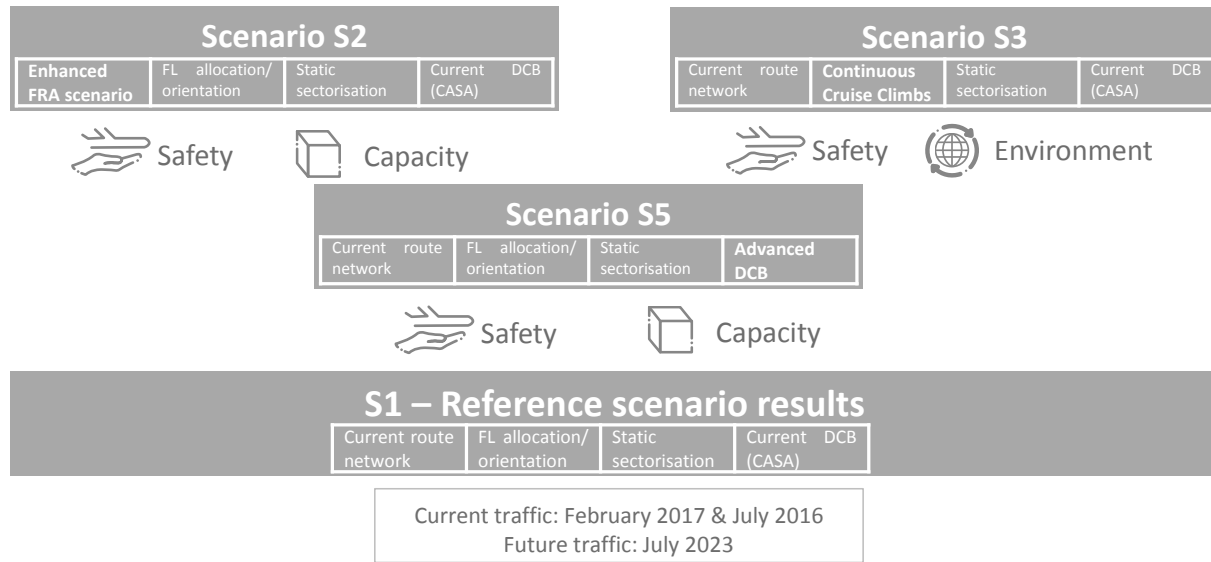 Scenario S2
Enhanced FRA scenario
FL allocation/ orientation
Static sectorisation
Current DCB (CASA)
Safety
Capacity
Scenario S3
Current route network
Continuous Cruise Climbs
Static sectorisation
Current DCB (CASA)
Safety
Environment
Scenario S5
Current route network
FL allocation/ orientation
Static sectorisation
Advanced DCB
Safety
Capacity
S1 – Reference scenario results
Current route network
FL allocation/ orientation
Static sectorisation
Current DCB (CASA)
Current traffic: February 2017 & July 2016
Future traffic: July 2023